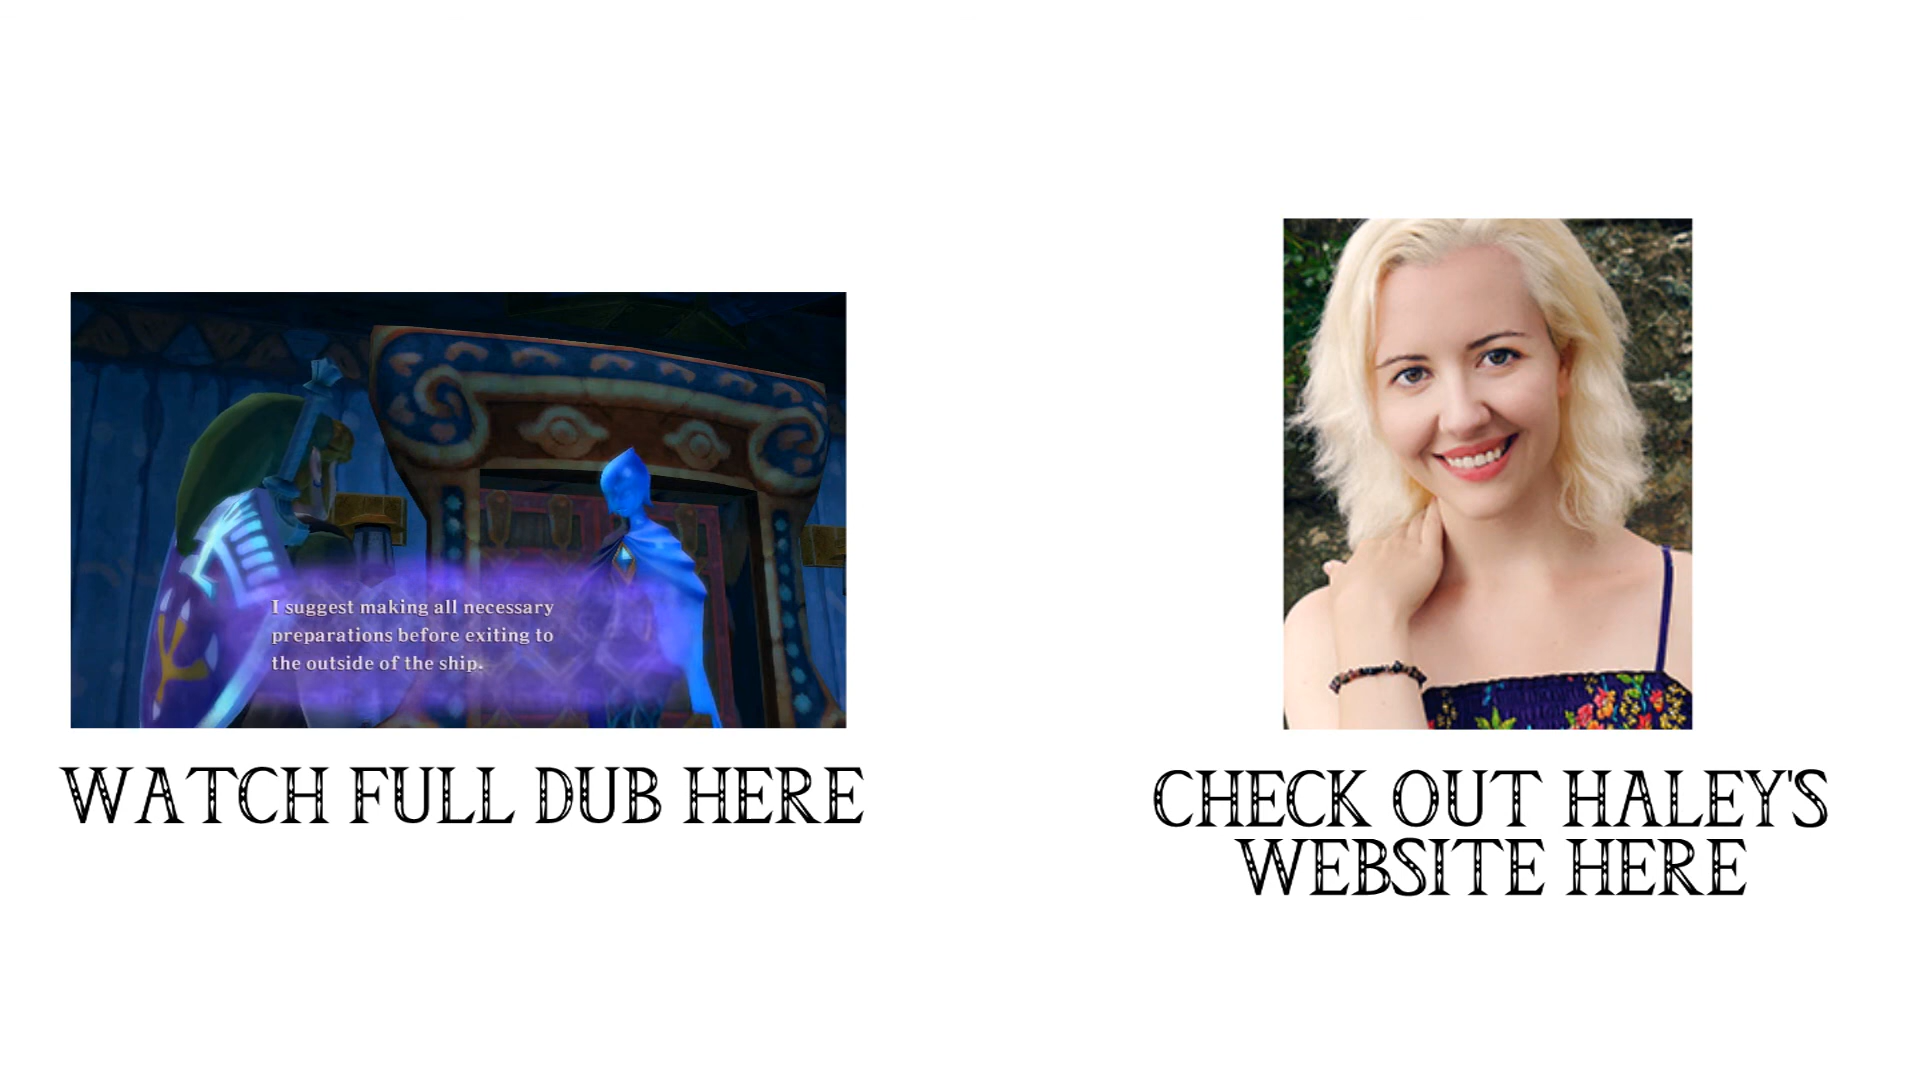 I suggest making all necessary
preparations before exiting to
the outside of the ship.
WATCH FULL DUB HERE
CHECK OUT HALEY'S
WEBSITE HERE